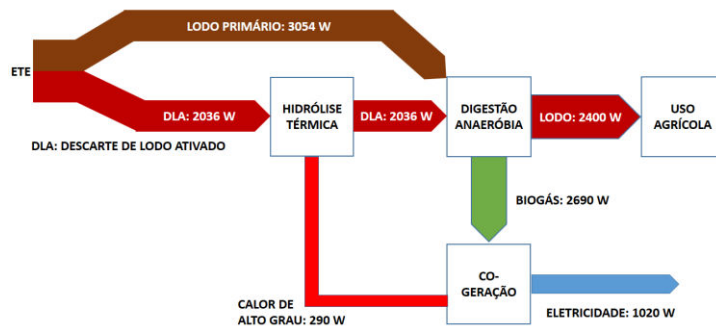 LODO PRIMÁRIO: 3054 W
ETE
DLA: 2036 W
HIDRÓLISE
TÉRMICA
DLA: 2036 W
DIGESTÃO
ANAERÓBIA
LODO: 2400 W
USO
AGRÍCOLA
DLA: DESCARTE DE LODO ATIVADO
BIOGÁS: 2690 W
CO-
GERAÇÃO
CALOR DE
ALTO GRAU: 290 W
ELETRICIDADE: 1020 W